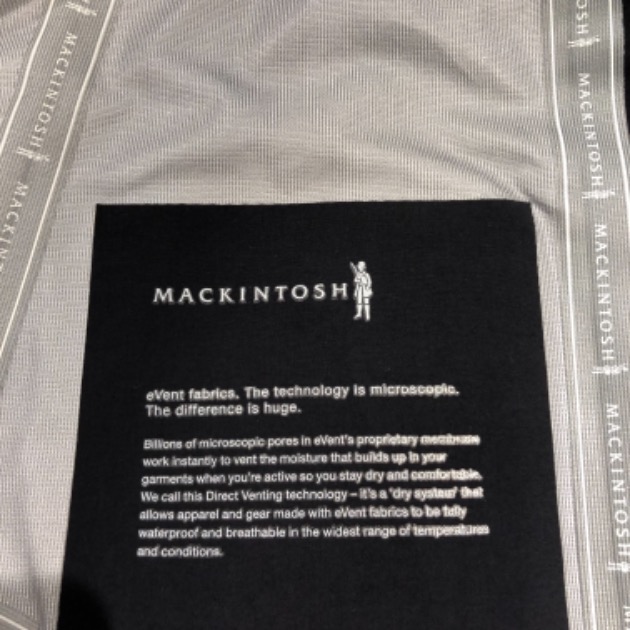 MACKINTOSH
eVent fabrics. The technology is microscopic.
The difference is huge.
Billions of microscopic pores in eVent's proprietary membrane
work instantly to vent the moisture that builds up in your
garments when you're active so you stay dry and comfortable.
We call this Direct Venting technology – it's a 'dry system' that
allows apparel and gear made with eVent fabrics to be fully
waterproof and breathable in the widest range of temperatures
and conditions.
MACKINTOSH
MACKINT
OSH
MACKINTOSH
MACKINTOSH
MACKINTOSH